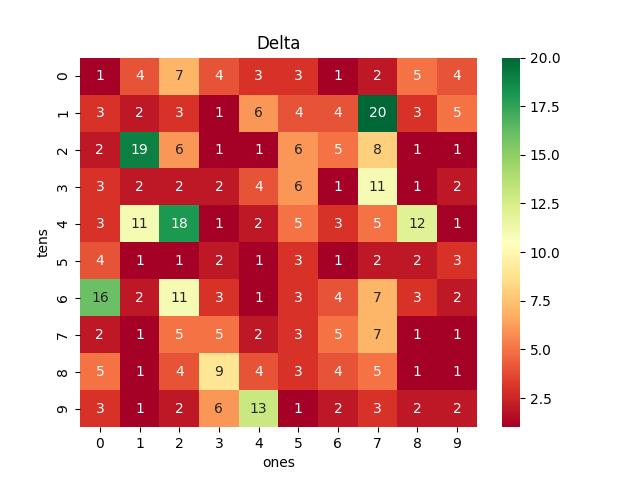 Delta
0 1 4 7 4 3 3 1 2 5 4
1 3 2 3 1 6 4 4 20 3 5
2 2 19 6 1 1 6 5 8 1 1
3 3 2 2 2 4 6 1 11 1 2
4 3 11 18 1 2 5 3 5 12 1
5 4 1 1 2 1 3 1 2 2 3
6 16 2 11 3 1 3 4 7 3 2
7 2 1 5 5 2 3 5 7 1 1
8 5 1 4 9 4 3 4 5 1 1
9 3 1 2 6 13 1 2 3 2 2
0 1 2 3 4 5 6 7 8 9
tens
ones
20.0
17.5
15.0
12.5
10.0
7.5
5.0
2.5